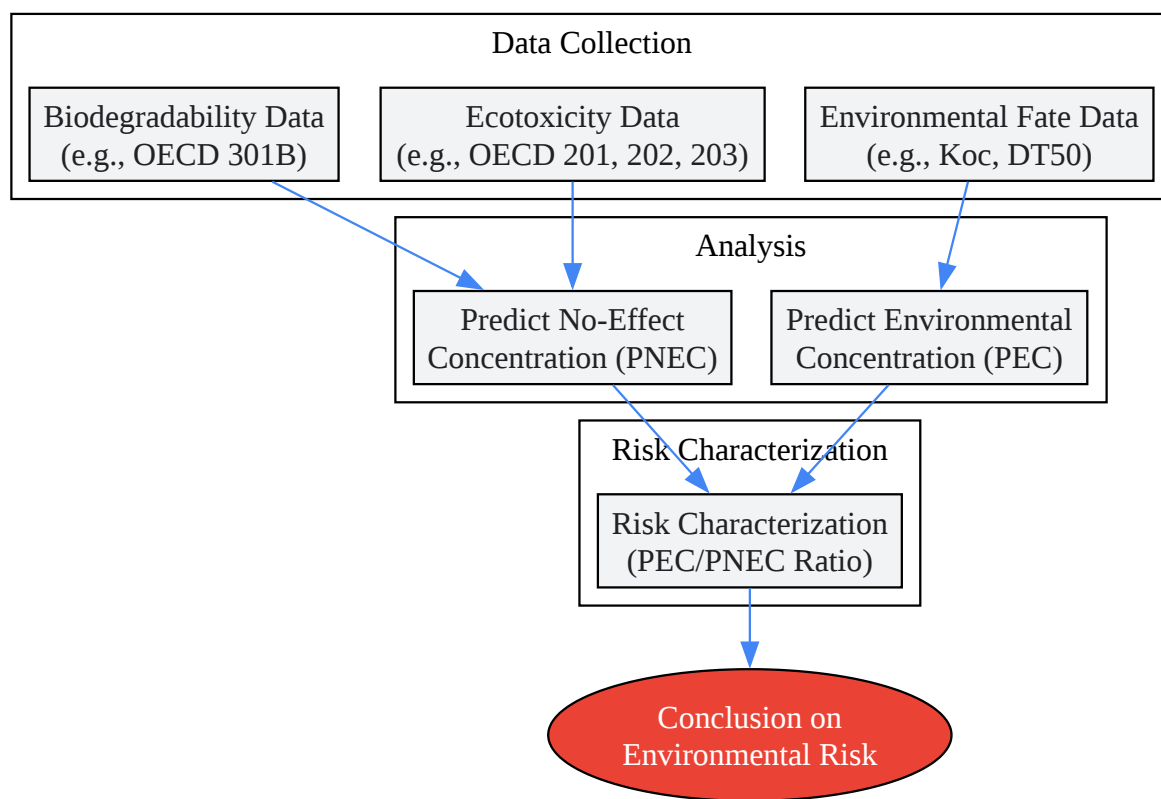 Data Collection
Biodegradability Data
(e.g., OECD 301B)
Ecotoxicity Data
(e.g., OECD 201, 202, 203)
Environmental Fate Data
(e.g., Koc, DT50)
Analysis
Predict No-Effect
Concentration (PNEC)
Predict Environmental
Concentration (PEC)
Risk Characterization
Risk Characterization
(PEC/PNEC Ratio)
Conclusion on
Environmental Risk